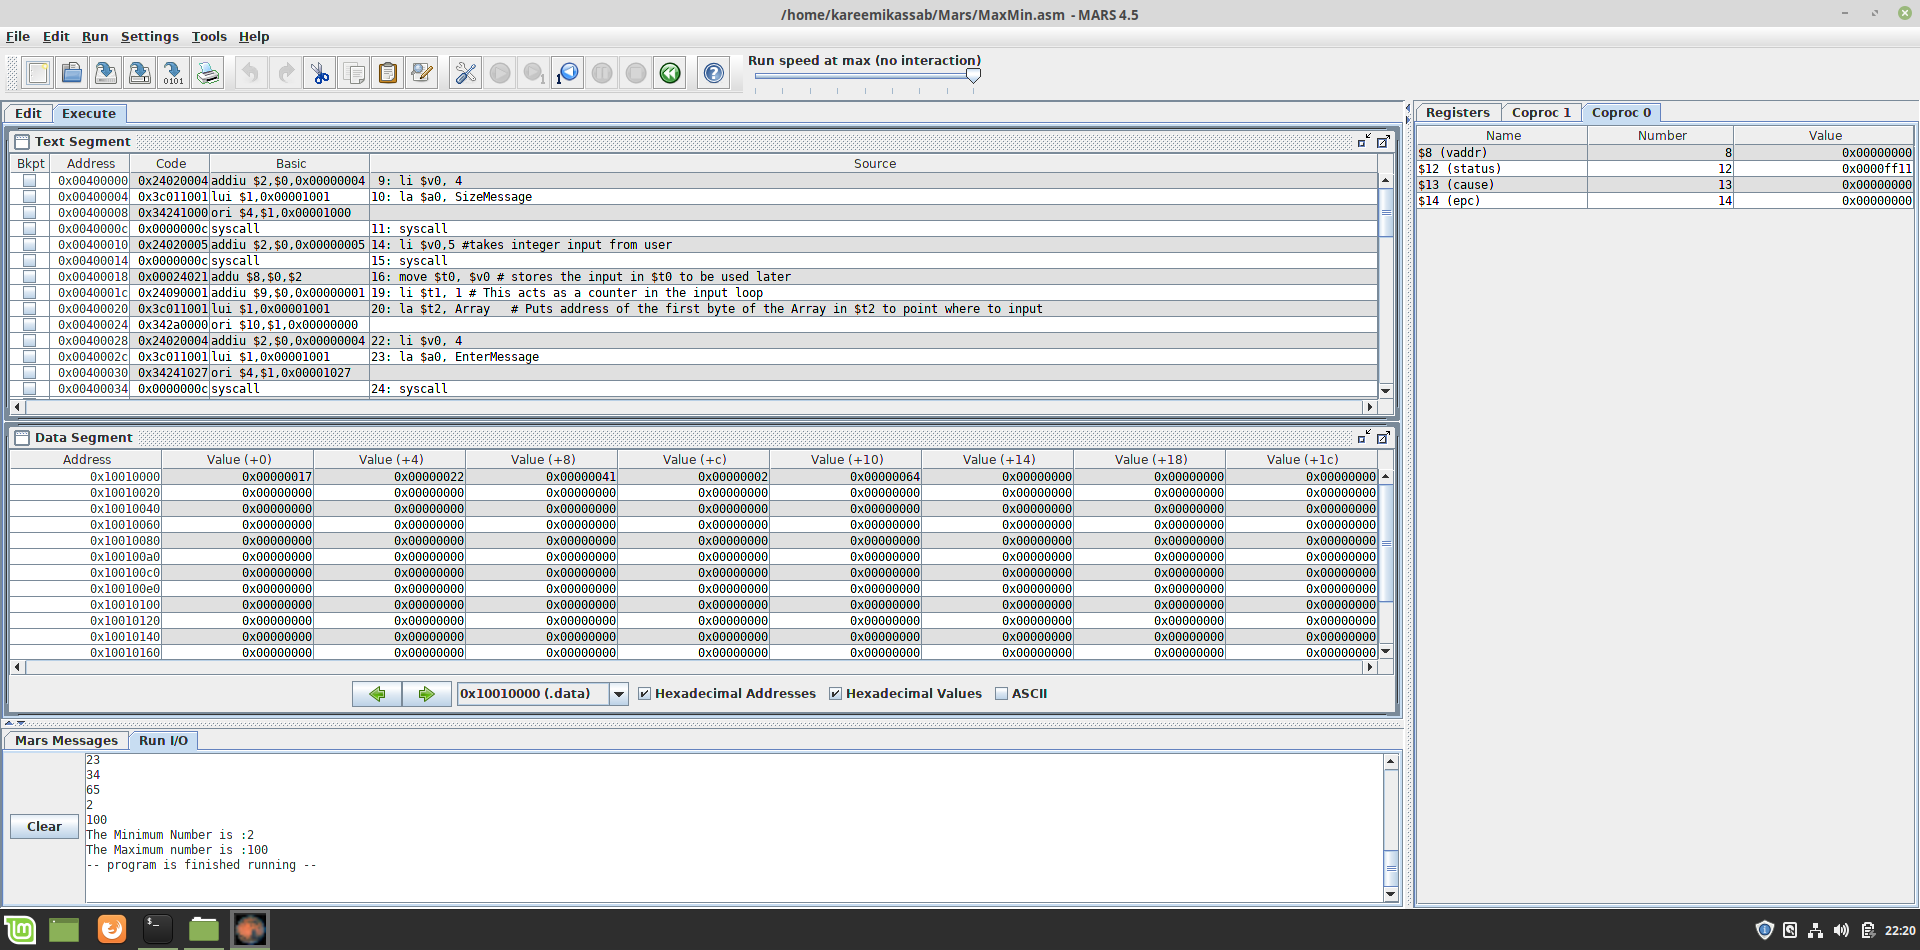 /home/kareemikassab/Mars/MaxMin.asm - MARS 4.5
File Edit Run Settings Tools Help
Run speed at max (no interaction)
Edit Execute
Text Segment
Bkpt Address Code Basic Source
0x00400000 0x24020004 addiu $2,$0,0x00000004 9: li $v0, 4
0x00400004 0x3c011001 lui $1,0x00001001 10: la $a0, SizeMessage
0x00400008 0x34241000 ori $4,$1,0x00001000
0x0040000c 0x0000000c syscall 11: syscall
0x00400010 0x24020005 addiu $2,$0,0x00000005 14: li $v0,5 #takes integer input from user
0x00400014 0x0000000c syscall 15: syscall
0x00400018 0x00024021 addu $8,$0,$2 16: move $t0, $v0 # stores the input in $t0 to be used later
0x0040001c 0x24090001 addiu $9,$0,0x00000001 19: li $t1, 1 # This acts as a counter in the input loop
0x00400020 0x3c011001 lui $1,0x00001001 20: la $t2, Array # Puts address of the first byte of the Array in $t2 to point where to input
0x00400024 0x342a0000 ori $10,$1,0x00000000
0x00400028 0x24020004 addiu $2,$0,0x00000004 22: li $v0, 4
0x0040002c 0x3c011001 lui $1,0x00001001 23: la $a0, EnterMessage
0x00400030 0x34241027 ori $4,$1,0x00001027
0x00400034 0x0000000c syscall 24: syscall
Data Segment
Address Value (+0) Value (+4) Value (+8) Value (+c) Value (+10) Value (+14) Value (+18) Value (+1c)
0x10010000 0x00000017 0x00000022 0x00000041 0x00000002 0x00000064 0x00000000 0x00000000 0x00000000
0x10010020 0x00000000 0x00000000 0x00000000 0x00000000 0x00000000 0x00000000 0x00000000 0x00000000
0x10010040 0x00000000 0x00000000 0x00000000 0x00000000 0x00000000 0x00000000 0x00000000 0x00000000
0x10010060 0x00000000 0x00000000 0x00000000 0x00000000 0x00000000 0x00000000 0x00000000 0x00000000
0x10010080 0x00000000 0x00000000 0x00000000 0x00000000 0x00000000 0x00000000 0x00000000 0x00000000
0x100100a0 0x00000000 0x00000000 0x00000000 0x00000000 0x00000000 0x00000000 0x00000000 0x00000000
0x100100c0 0x00000000 0x00000000 0x00000000 0x00000000 0x00000000 0x00000000 0x00000000 0x00000000
0x100100e0 0x00000000 0x00000000 0x00000000 0x00000000 0x00000000 0x00000000 0x00000000 0x00000000
0x10010100 0x00000000 0x00000000 0x00000000 0x00000000 0x00000000 0x00000000 0x00000000 0x00000000
0x10010120 0x00000000 0x00000000 0x00000000 0x00000000 0x00000000 0x00000000 0x00000000 0x00000000
0x10010140 0x00000000 0x00000000 0x00000000 0x00000000 0x00000000 0x00000000 0x00000000 0x00000000
0x10010160 0x00000000 0x00000000 0x00000000 0x00000000 0x00000000 0x00000000 0x00000000 0x00000000
0x10010000 (.data) Hexadecimal Addresses Hexadecimal Values ASCII
Mars Messages Run I/O
Clear
23
34
65
2
100
The Minimum Number is :2
The Maximum number is :100
-- program is finished running --
Registers Coproc 1 Coproc 0
Name Number Value
$8 (vaddr) 8 0x00000000
$12 (status) 12 0x0000ff11
$13 (cause) 13 0x00000000
$14 (epc) 14 0x00000000
22:20